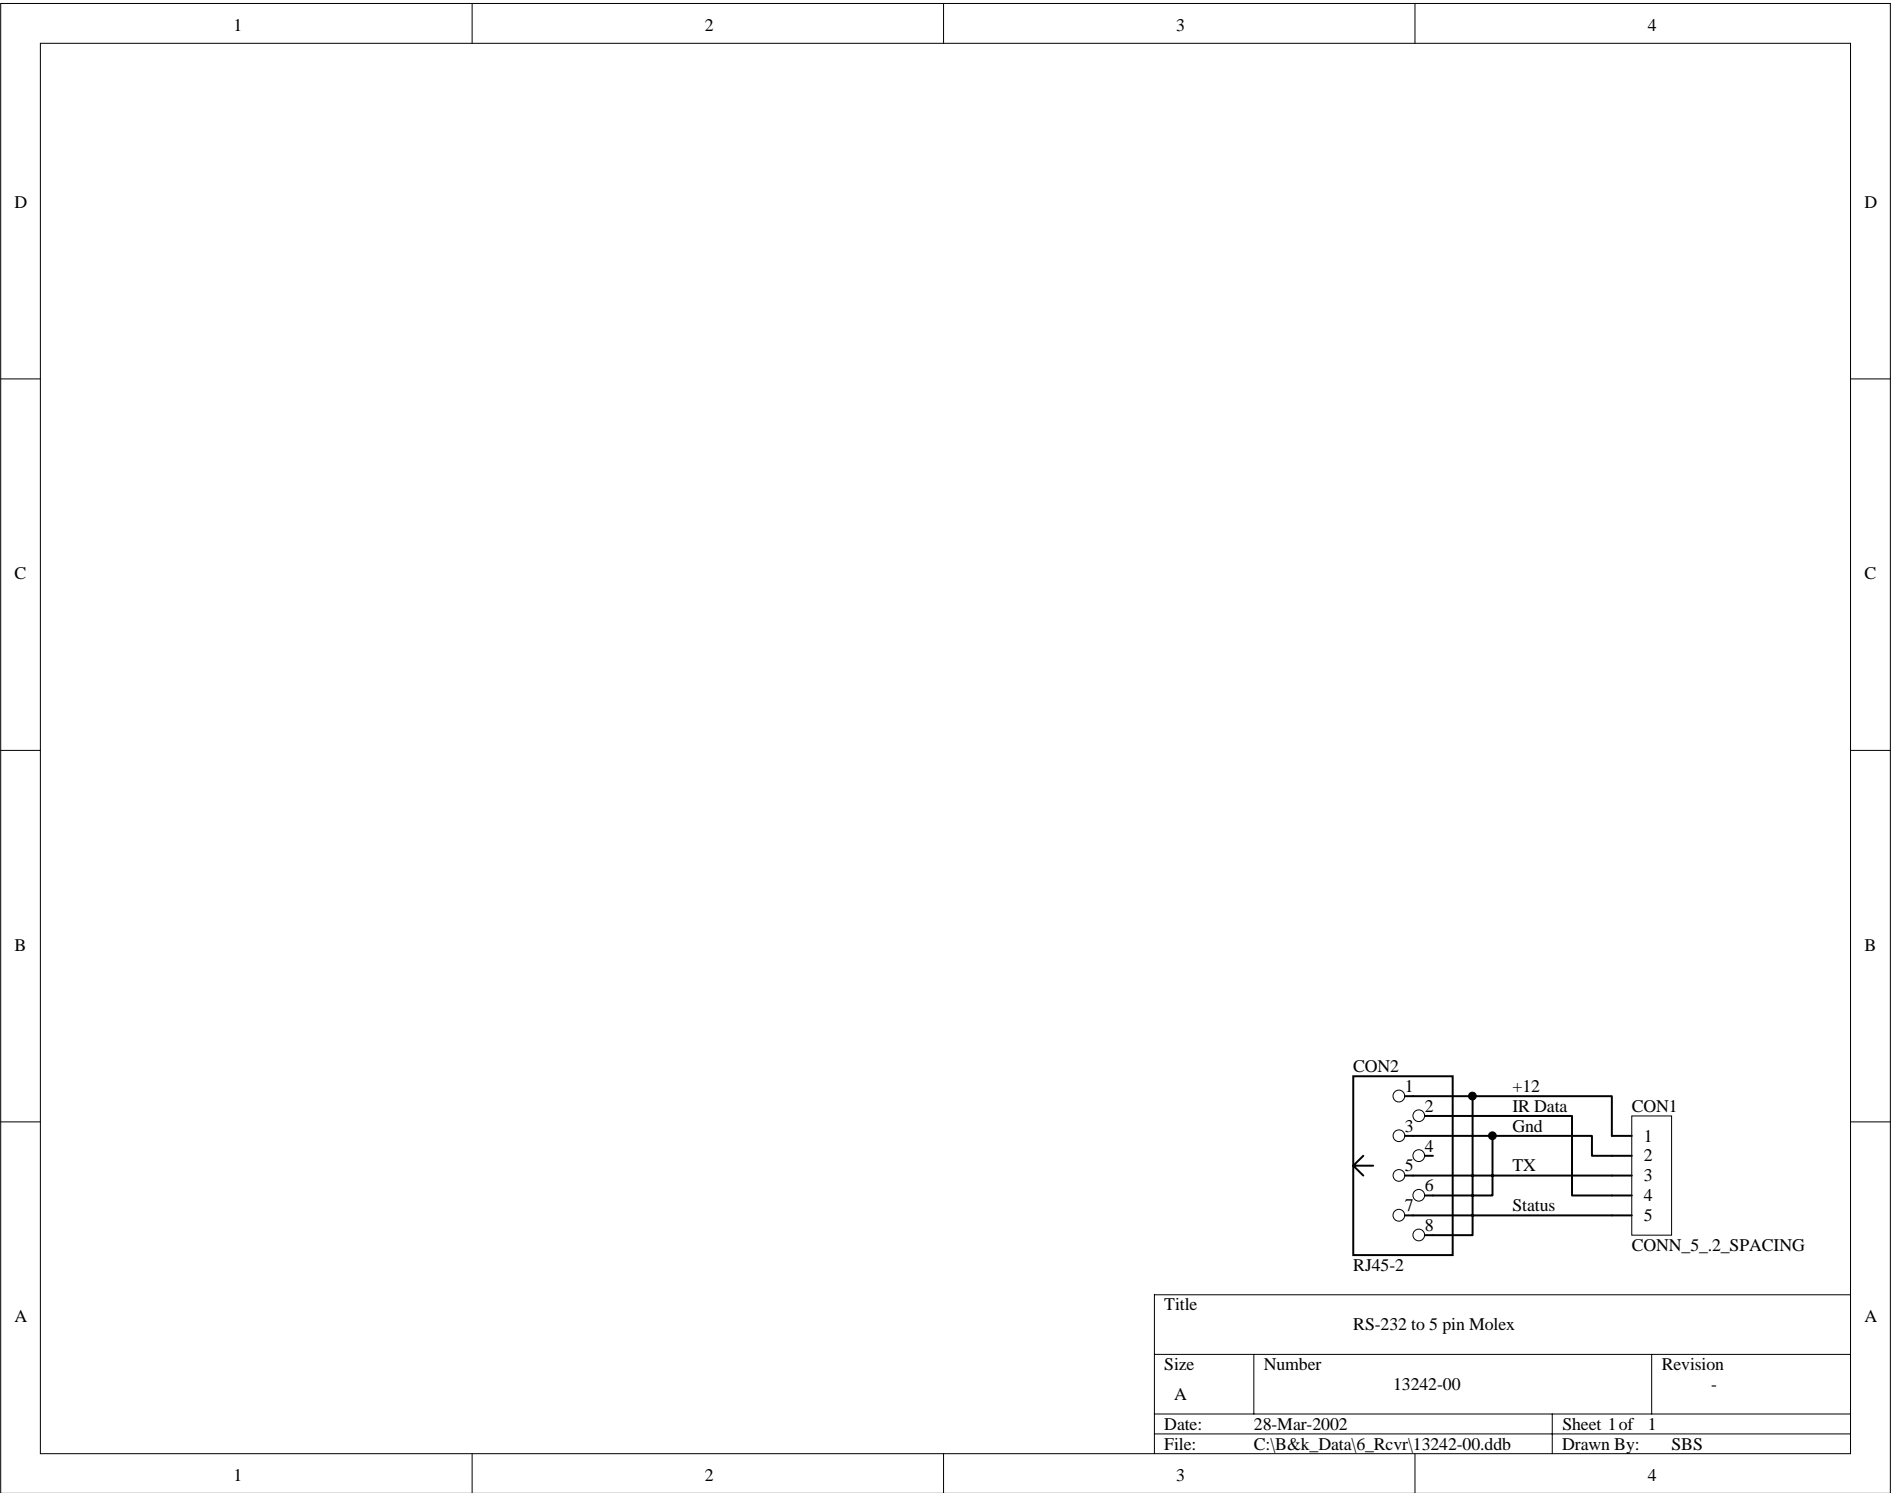 1 2 3 4
D D
C C
B B
A A
CON2
1 +12
2 IR Data CON1
3 Gnd 1
4 2
5 TX 3
6 4
7 Status 5
8
CONN_5_.2_SPACING
RJ45-2
Title
RS-232 to 5 pin Molex
Size Number Revision
A 13242-00 -
Date: 28-Mar-2002 Sheet 1 of 1
File: C:\B&k_Data\6_Rcvr\13242-00.ddb Drawn By: SBS
1 2 3 4